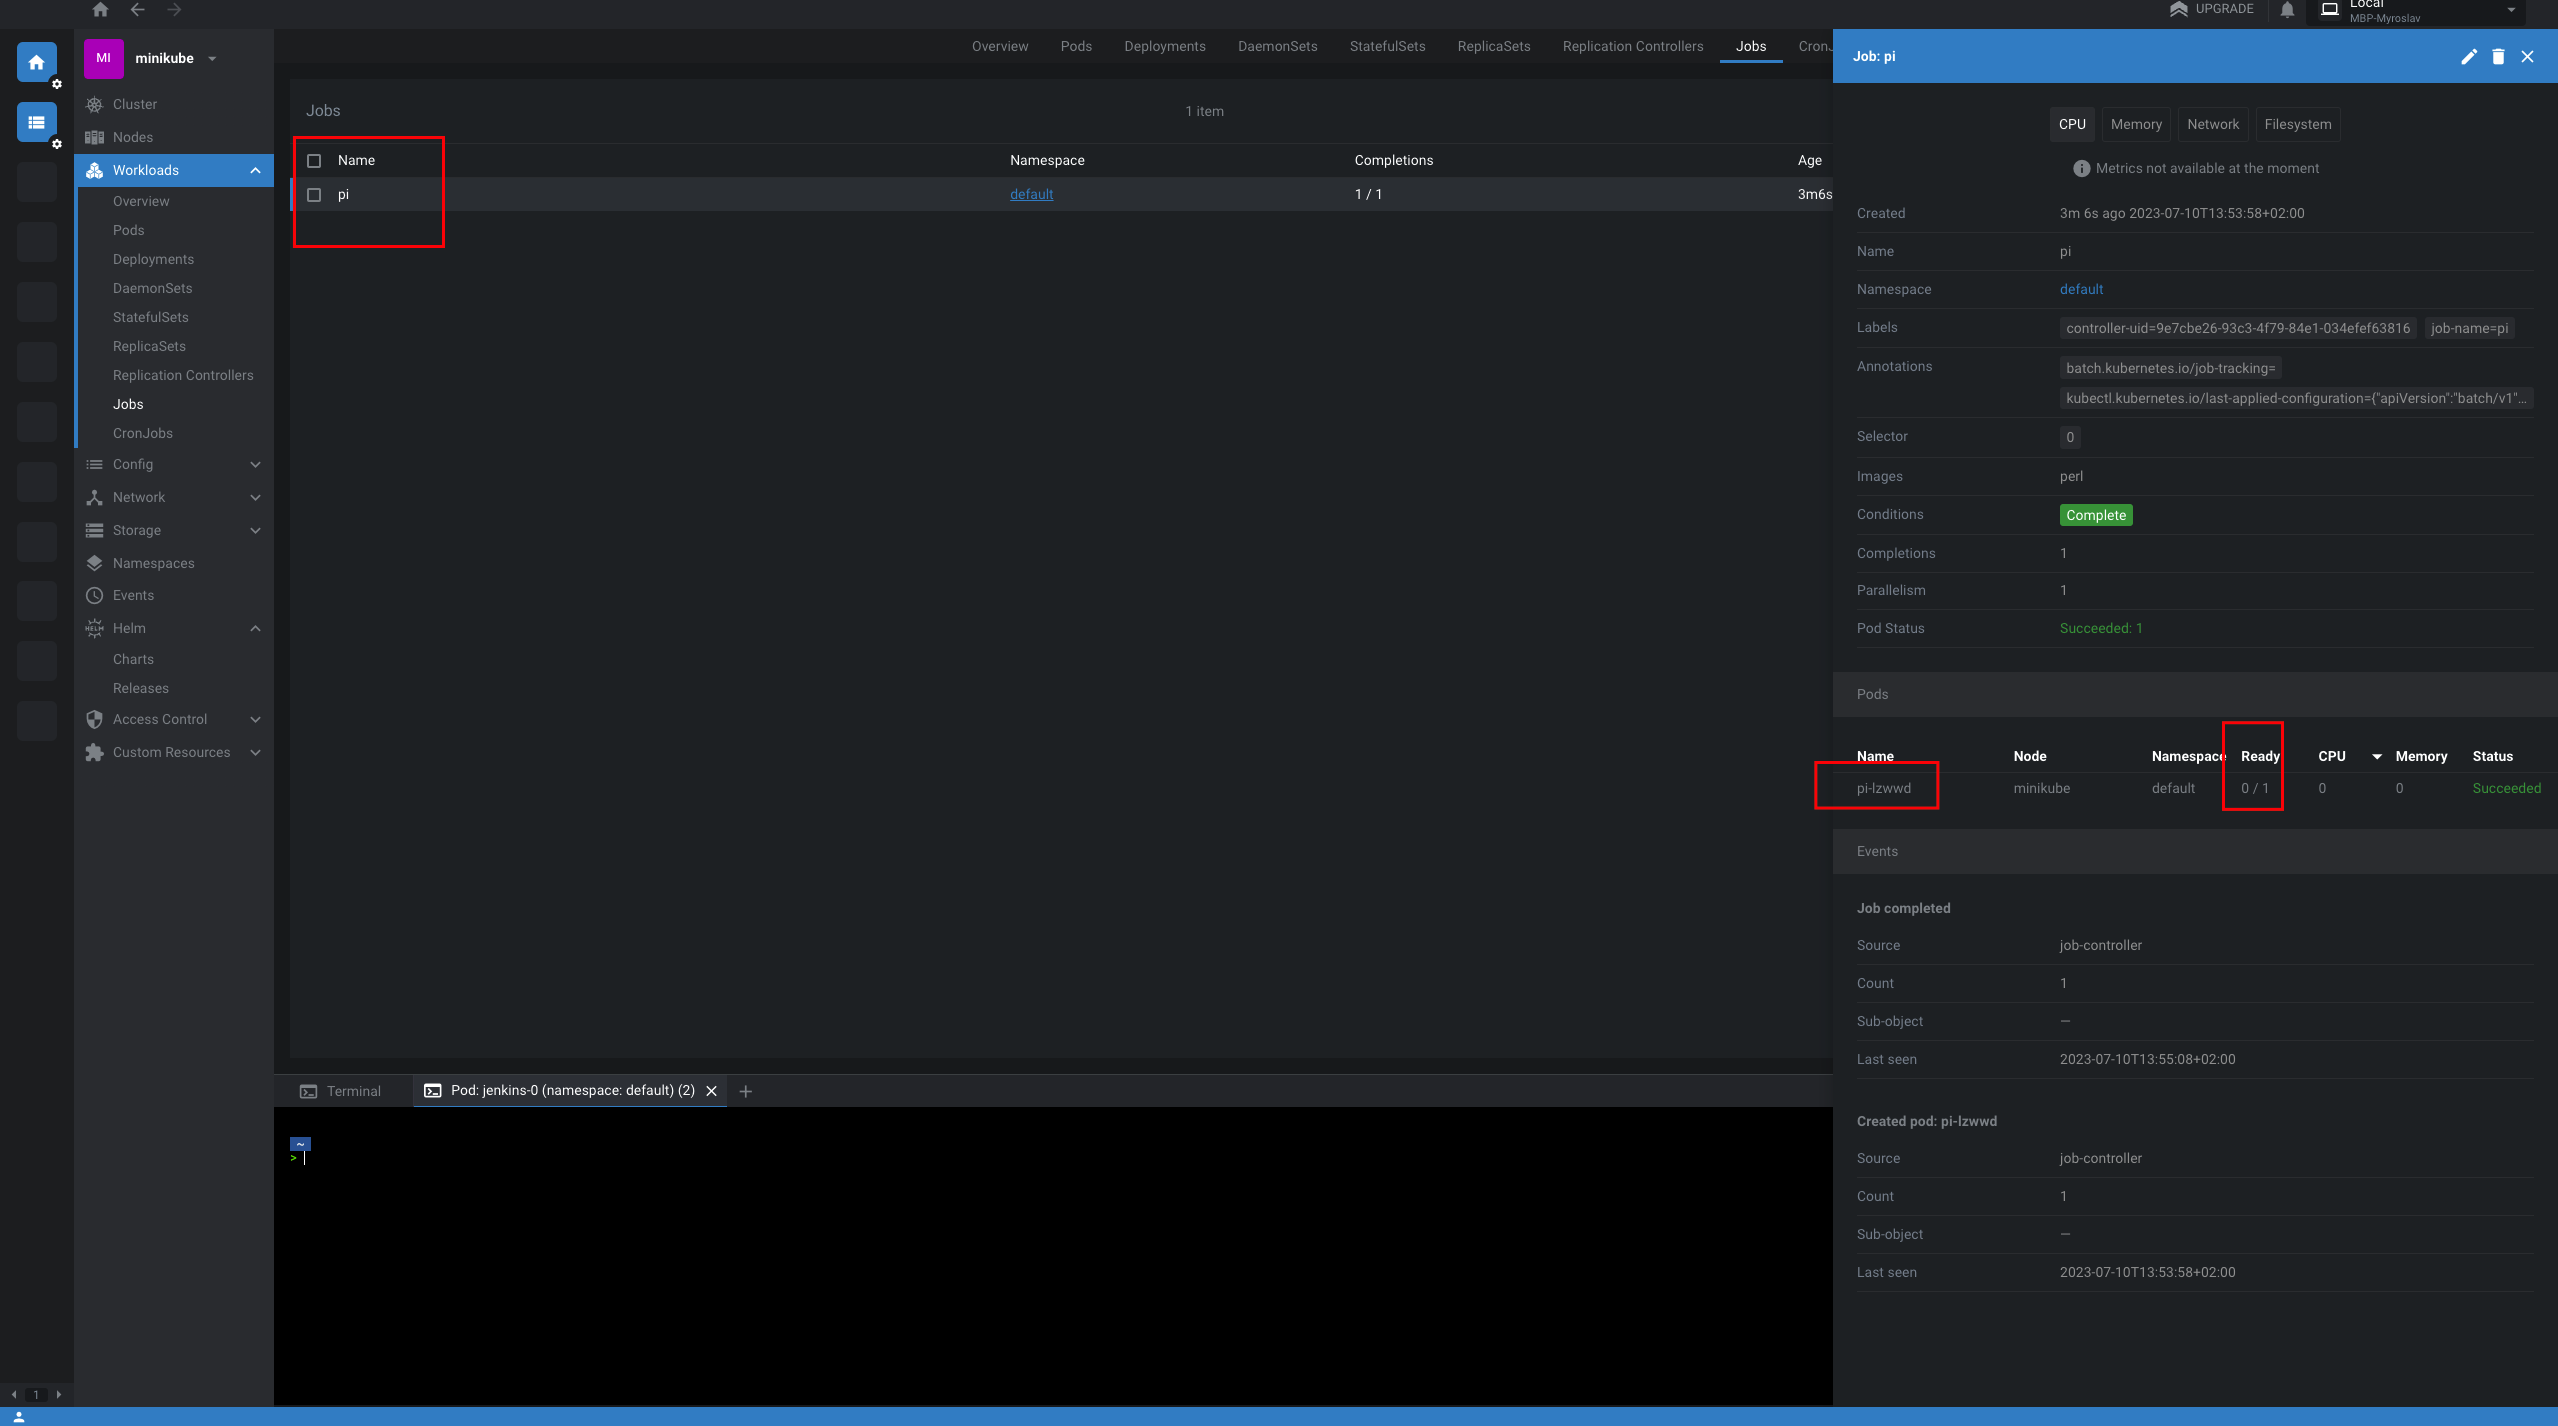 UPGRADE
Local
MBP-Myroslav
MI
minikube
Cluster
Nodes
Workloads
Overview
Pods
Deployments
DaemonSets
StatefulSets
ReplicaSets
Replication Controllers
Jobs
CronJobs
Config
Network
Storage
Namespaces
Events
HELM
Helm
Charts
Releases
Access Control
Custom Resources
1
Overview Pods Deployments DaemonSets StatefulSets ReplicaSets Replication Controllers Jobs CronJ
Jobs 1 item
Name Namespace Completions Age
pi default 1 / 1 3m6s
Terminal Pod: jenkins-0 (namespace: default) (2)
~
>
Job: pi
CPU Memory Network Filesystem
Metrics not available at the moment
Created 3m 6s ago 2023-07-10T13:53:58+02:00
Name pi
Namespace default
Labels controller-uid=9e7cbe26-93c3-4f79-84e1-034efef63816 job-name=pi
Annotations batch.kubernetes.io/job-tracking=
kubectl.kubernetes.io/last-applied-configuration={"apiVersion":"batch/v1"...
Selector 0
Images perl
Conditions Complete
Completions 1
Parallelism 1
Pod Status Succeeded: 1
Pods
Name Node Namespace Ready CPU Memory Status
pi-lzwwd minikube default 0 / 1 0 0 Succeeded
Events
Job completed
Source job-controller
Count 1
Sub-object —
Last seen 2023-07-10T13:55:08+02:00
Created pod: pi-lzwwd
Source job-controller
Count 1
Sub-object —
Last seen 2023-07-10T13:53:58+02:00